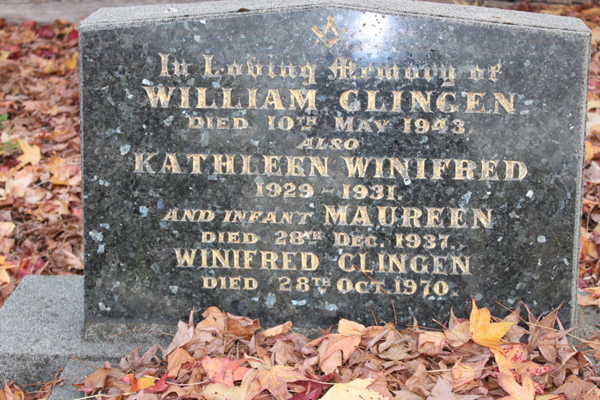 In Loving Memory of
WILLIAM CLINGEN
DIED 10TH MAY 1943.
ALSO
KATHLEEN WINIFRED
1929 - 1931.
AND INFANT MAUREEN
DIED 28TH DEC. 1937.
WINIFRED CLINGEN
DIED 28TH OCT. 1970.